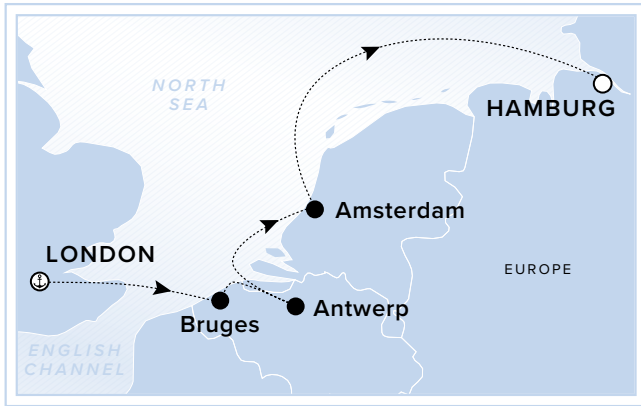 NORTH
SEA
HAMBURG
Amsterdam
LONDON
EUROPE
Antwerp
Bruges
ENGLISH
CHANNEL